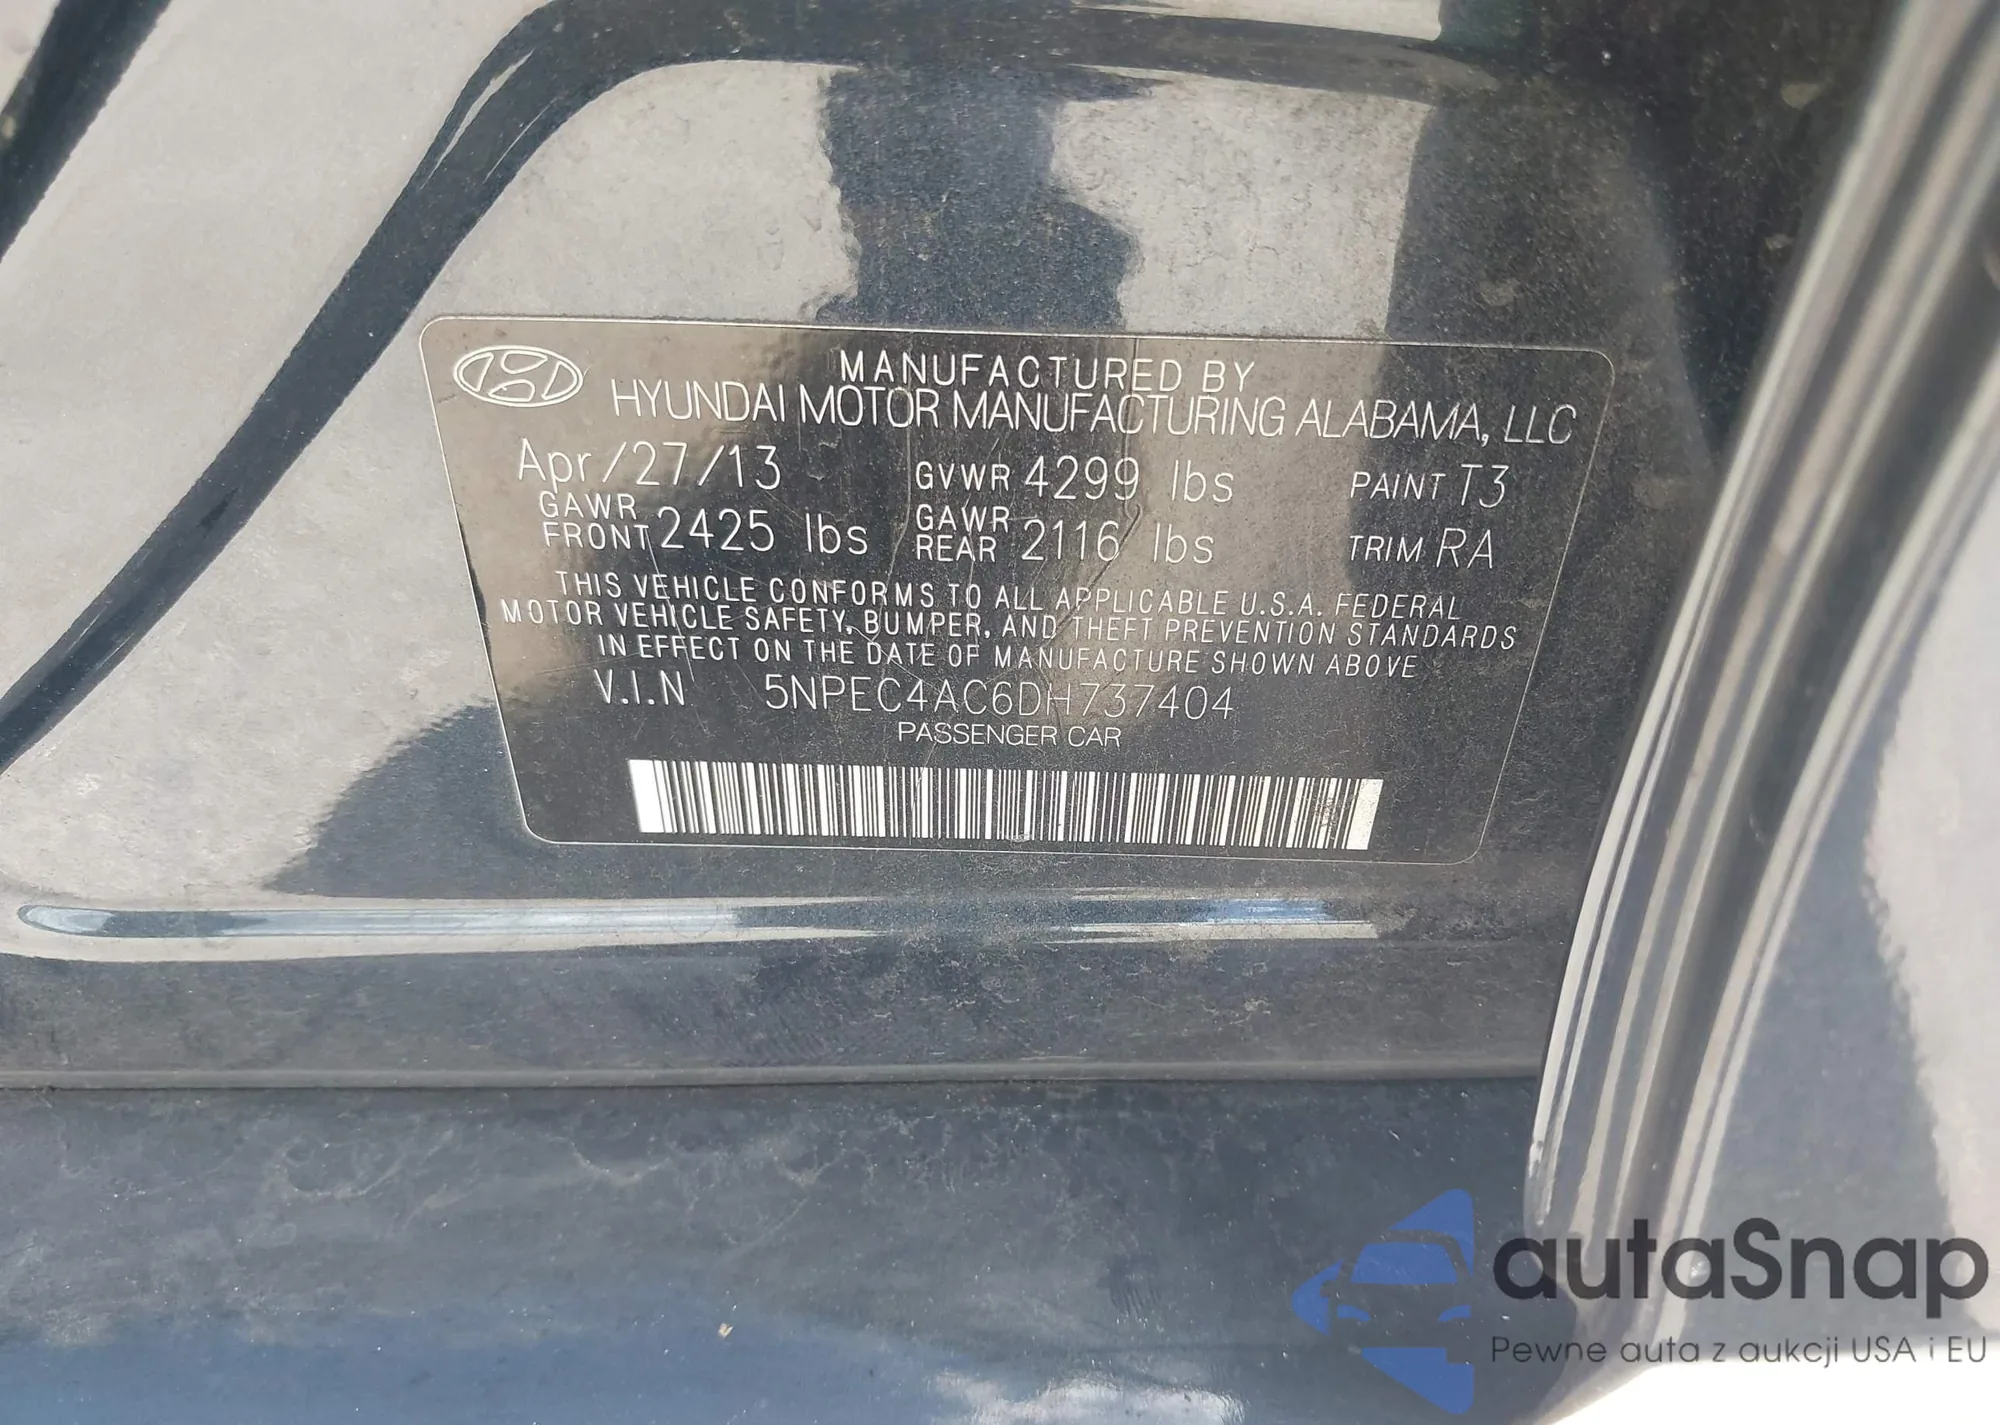 MANUFACTURED BY
HYUNDAI MOTOR MANUFACTURING ALABAMA, LLC
Apr/27/13 GVWR 4299 lbs PAINT T3
GAWR FRONT 2425 lbs GAWR REAR 2116 lbs TRIM RA
THIS VEHICLE CONFORMS TO ALL APPLICABLE U.S.A. FEDERAL
MOTOR VEHICLE SAFETY, BUMPER, AND THEFT PREVENTION STANDARDS
IN EFFECT ON THE DATE OF MANUFACTURE SHOWN ABOVE
V.I.N 5NPEC4AC6DH737404
PASSENGER CAR
autaSnap
Pewne auta z aukcji USA i EU